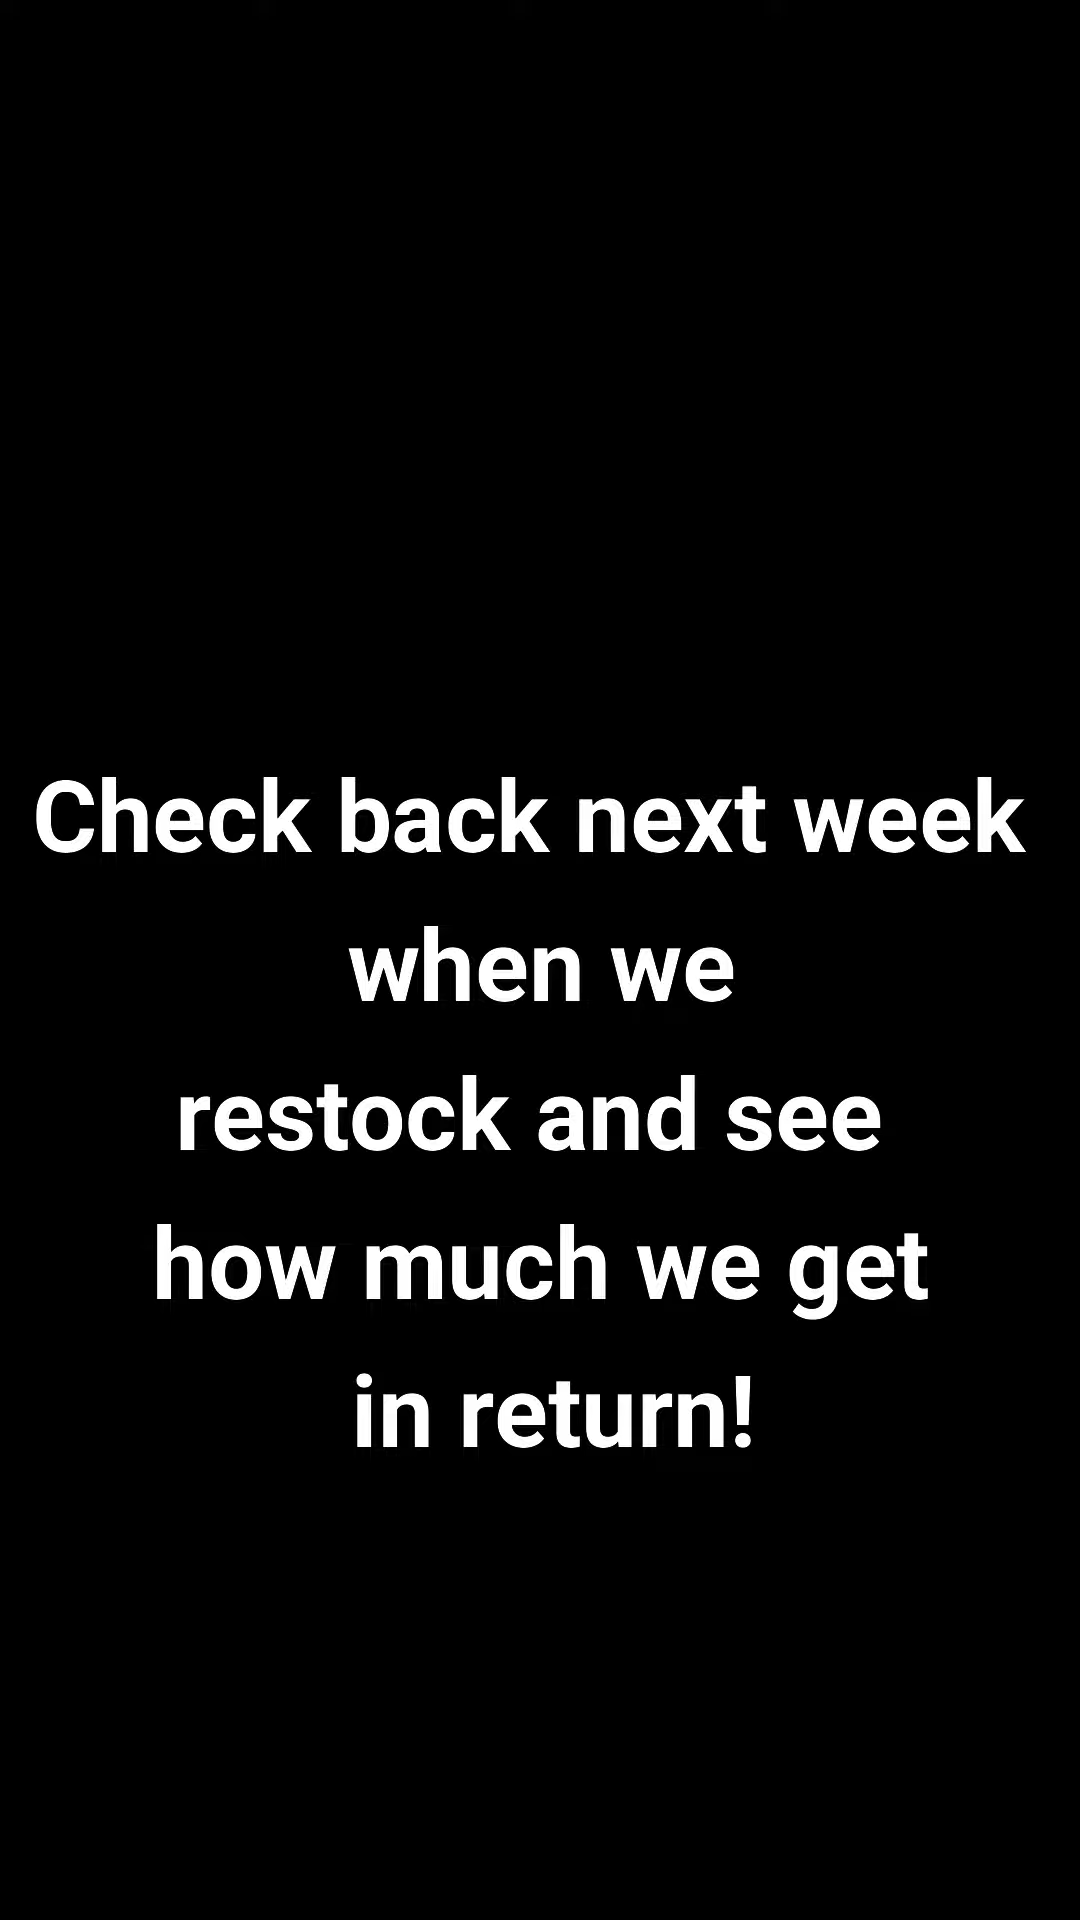 Check back next week
when we
restock and see
how much we get
in return!